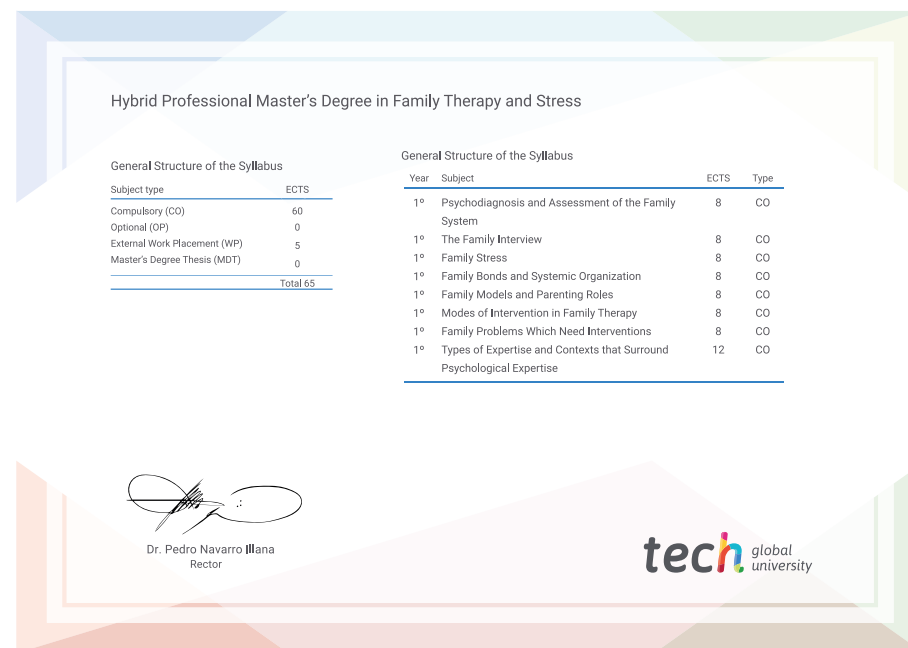 Hybrid Professional Master's Degree in Family Therapy and Stress
General Structure of the Syllabus
Subject type ECTS
Compulsory (CO) 60
Optional (OP) 0
External Work Placement (WP) 5
Master's Degree Thesis (MDT) 0
Total 65
General Structure of the Syllabus
Year Subject ECTS Type
1º Psychodiagnosis and Assessment of the Family 8 CO
System
1º The Family Interview 8 CO
1º Family Stress 8 CO
1º Family Bonds and Systemic Organization 8 CO
1º Family Models and Parenting Roles 8 CO
1º Modes of Intervention in Family Therapy 8 CO
1º Family Problems Which Need Interventions 8 CO
1º Types of Expertise and Contexts that Surround 12 CO
Psychological Expertise
Dr. Pedro Navarro Illana
Rector
tech global
university